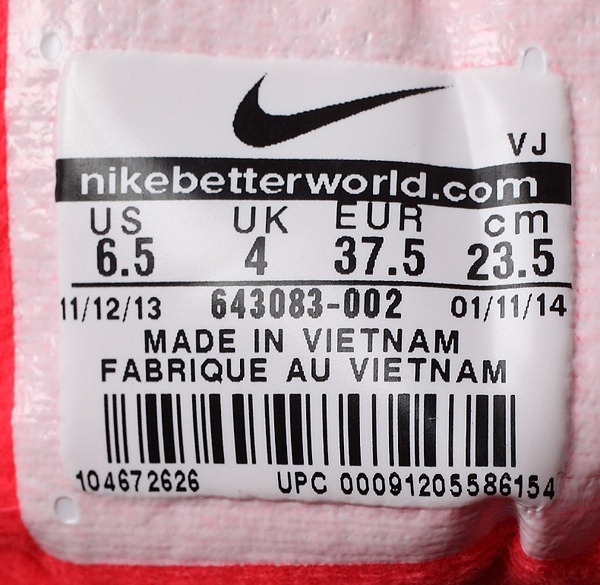 VJ
nikebetterworld.com
US UK EUR cm
6.5 4 37.5 23.5
11/12/13 643083-002 01/11/14
MADE IN VIETNAM
FABRIQUE AU VIETNAM
104672626 UPC 00091205586154